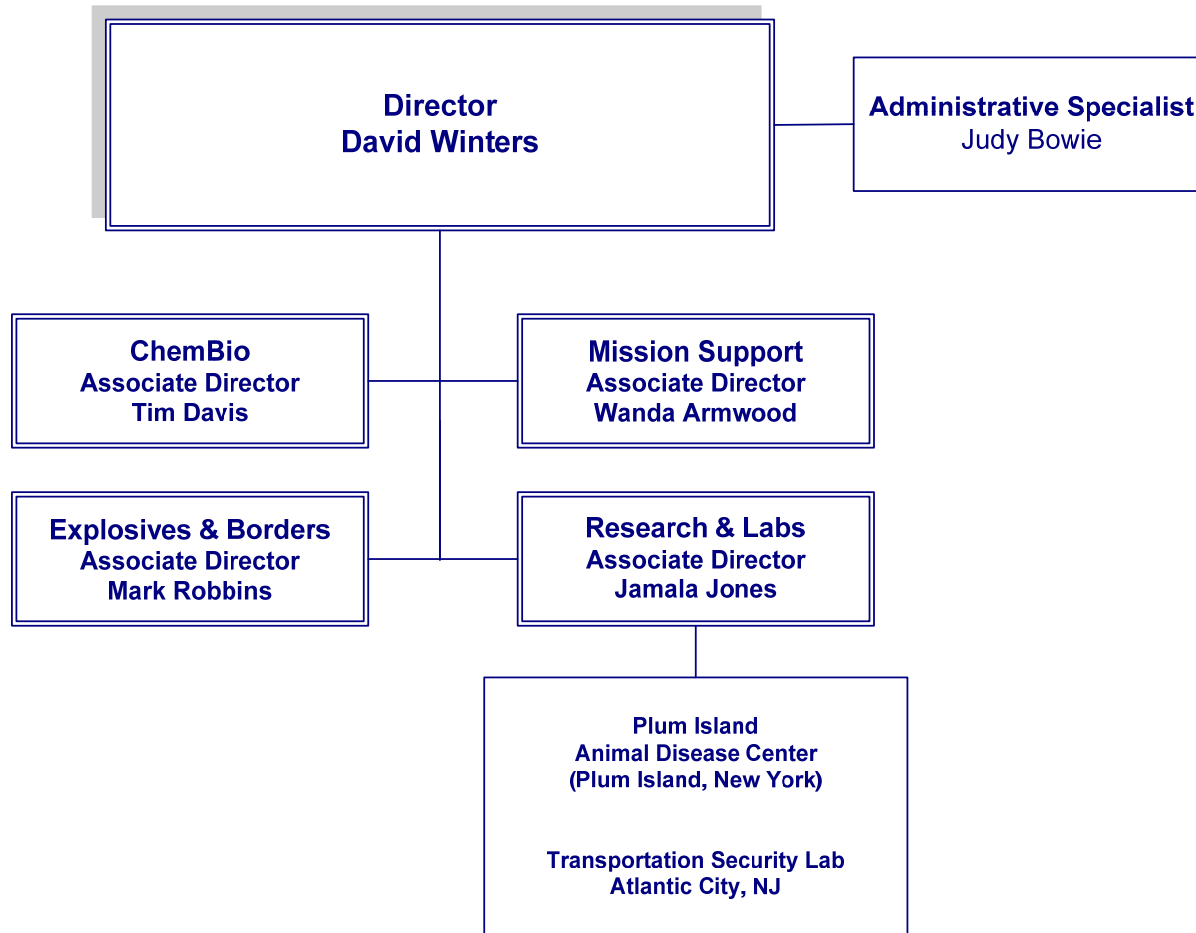 Director
David Winters
Administrative Specialist
Judy Bowie
ChemBio
Associate Director
Tim Davis
Mission Support
Associate Director
Wanda Armwood
Explosives & Borders
Associate Director
Mark Robbins
Research & Labs
Associate Director
Jamala Jones
Plum Island
Animal Disease Center
(Plum Island, New York)
Transportation Security Lab
Atlantic City, NJ